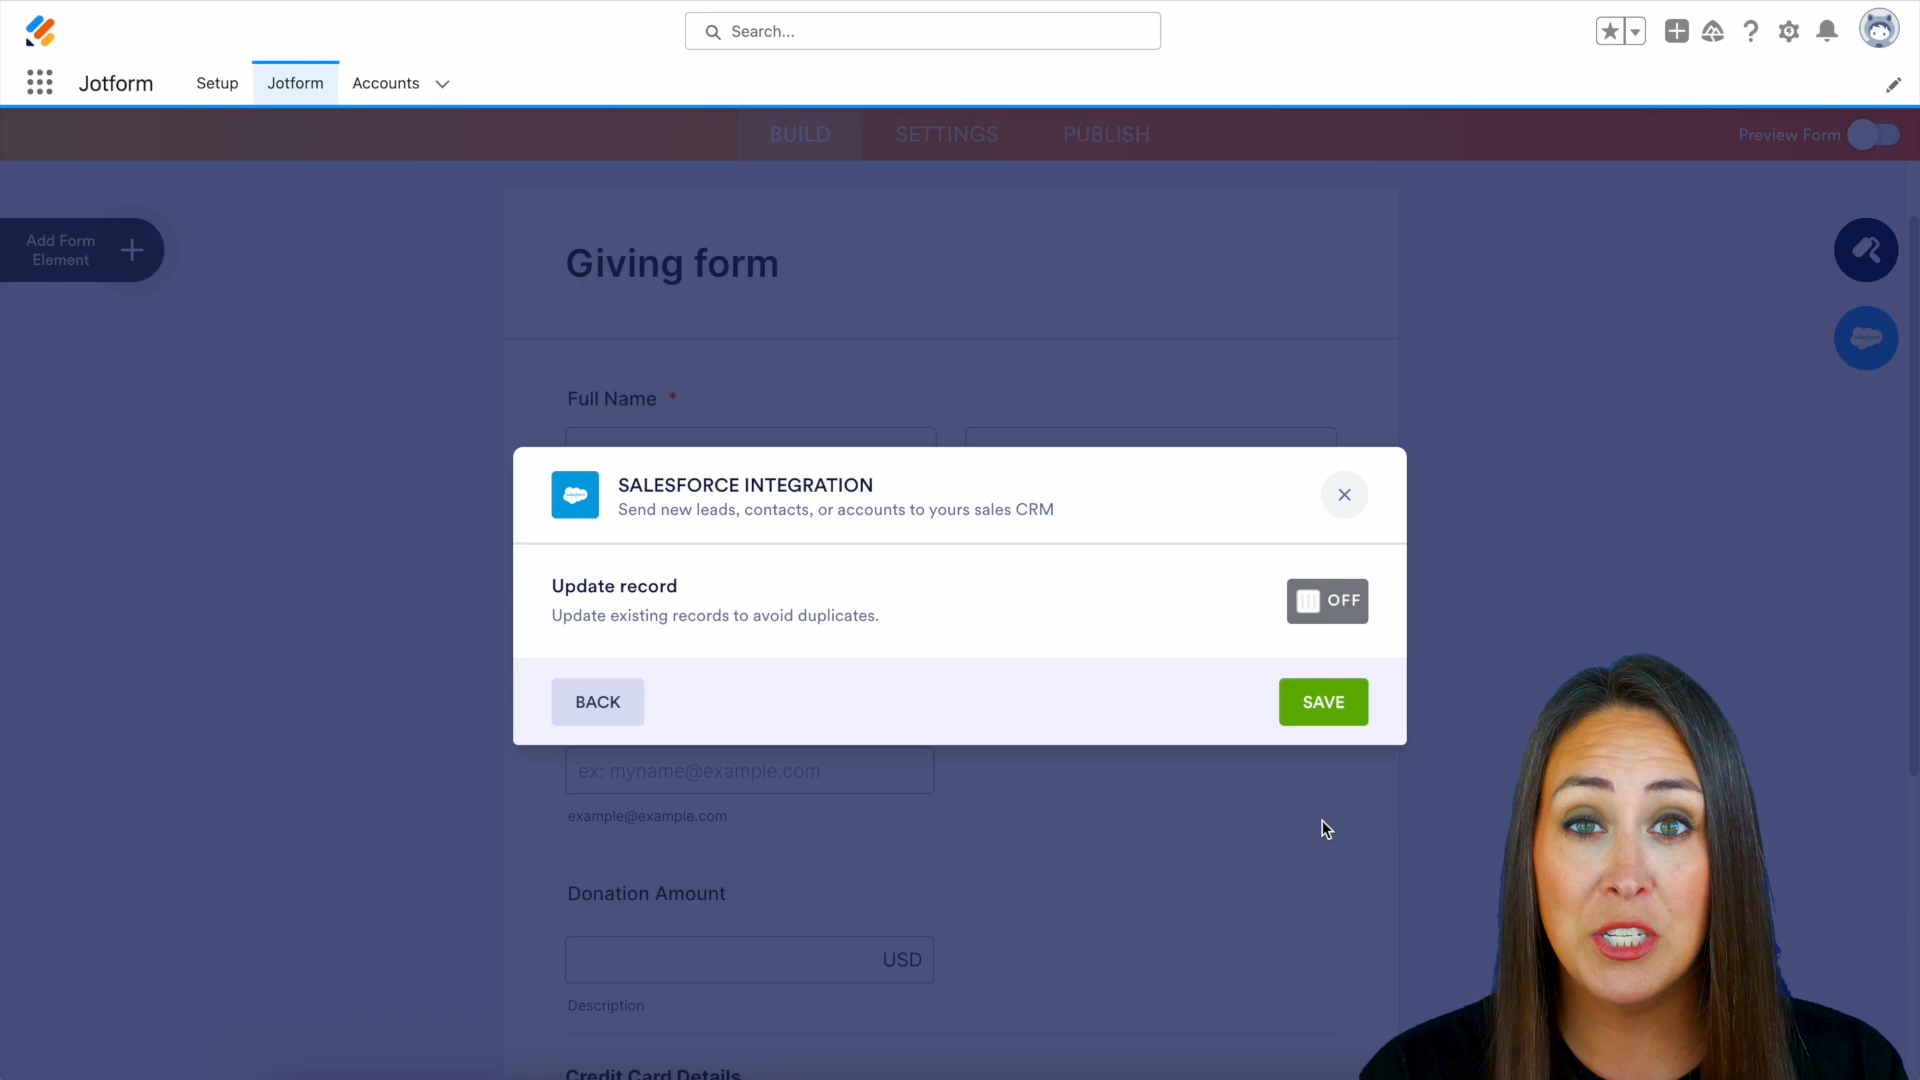 Search...
Jotform
Setup
Jotform
Accounts
BUILD
SETTINGS
PUBLISH
Preview Form
Add Form
Element
Giving form
Full Name *
SALESFORCE INTEGRATION
Send new leads, contacts, or accounts to yours sales CRM
Update record
Update existing records to avoid duplicates.
OFF
BACK
SAVE
ex: myname@example.com
example@example.com
Donation Amount
USD
Description
Credit Card Details